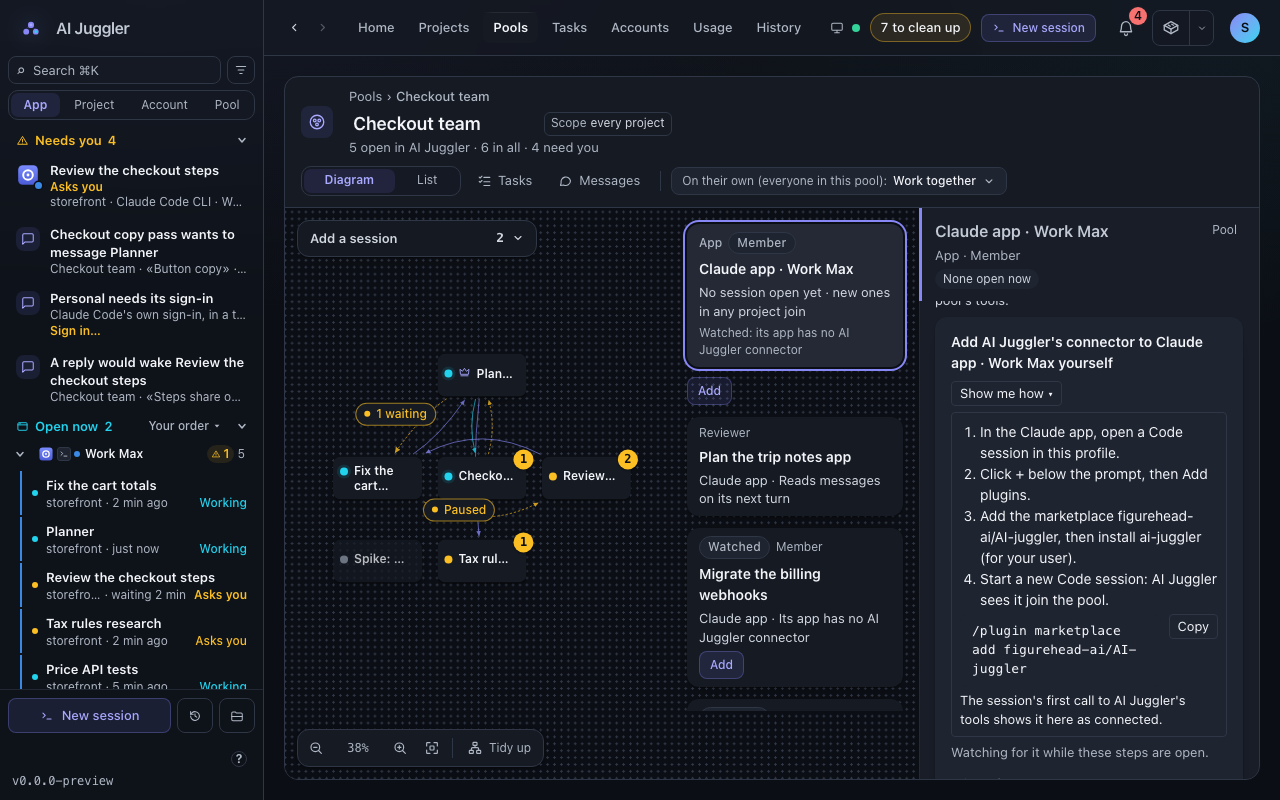 AI Juggler
Search ⌘K
App Project Account Pool
Needs you 4
Review the checkout steps
Asks you
storefront · Claude Code CLI · W...
Checkout copy pass wants to
message Planner
Checkout team · «Button copy» ·...
Personal needs its sign-in
Claude Code's own sign-in, in a t...
Sign in...
A reply would wake Review the
checkout steps
Checkout team · «Steps share o...
Open now 2 Your order
Work Max 1 5
Fix the cart totals
storefront · 2 min ago Working
Planner
storefront · just now Working
Review the checkout steps
storefro... · waiting 2 min Asks you
Tax rules research
storefront · 2 min ago Asks you
Price API tests
storefront · 5 min ago Working
New session
?
v0.0.0-preview
Home Projects Pools Tasks Accounts Usage History
7 to clean up
New session
4
S
Pools › Checkout team
Checkout team
Scope every project
5 open in AI Juggler · 6 in all · 4 need you
Diagram List Tasks Messages
On their own (everyone in this pool): Work together
Add a session 2
Plan...
1 waiting
Fix the
cart...
Checko... 1
Review... 2
Paused
Spike: ...
Tax rul... 1
38%
Tidy up
App Member
Claude app · Work Max
No session open yet · new ones
in any project join
Watched: its app has no AI
Juggler connector
Add
Reviewer
Plan the trip notes app
Claude app · Reads messages
on its next turn
Watched Member
Migrate the billing
webhooks
Claude app · Its app has no AI
Juggler connector
Add
Claude app · Work Max
Pool
App · Member
None open now
pool's tools.
Add AI Juggler's connector to Claude
app · Work Max yourself
Show me how
1. In the Claude app, open a Code
session in this profile.
2. Click + below the prompt, then Add
plugins.
3. Add the marketplace figurehead-
ai/AI-juggler, then install ai-juggler
(for your user).
4. Start a new Code session: AI Juggler
sees it join the pool.
/plugin marketplace
add figurehead-ai/AI-
juggler
Copy
The session's first call to AI Juggler's
tools shows it here as connected.
Watching for it while these steps are open.